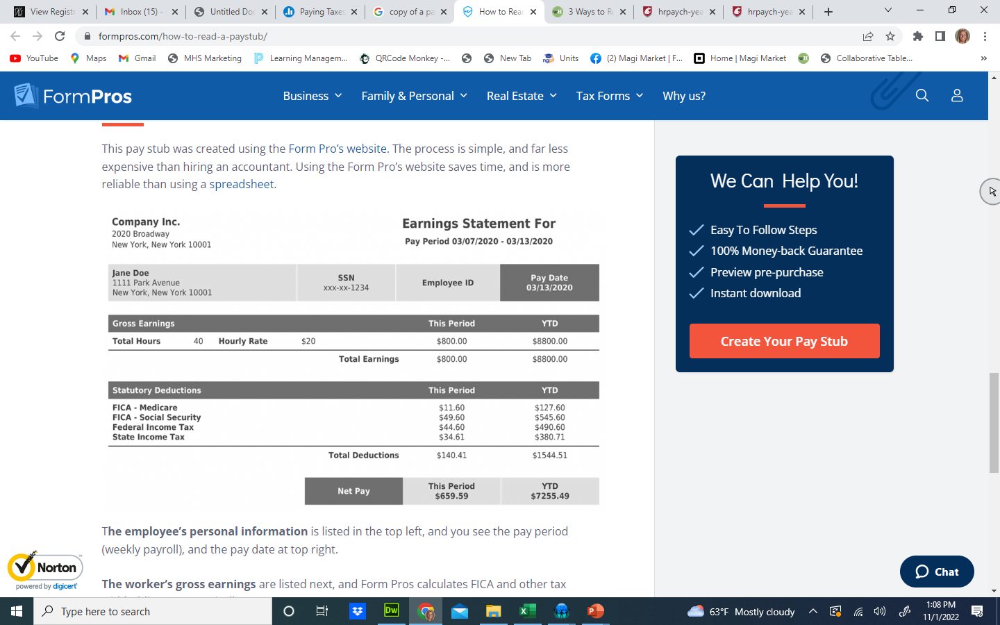 View Registr
Inbox (15) -
Untitled Doc
Paying Taxes
copy of a pa
How to Read
3 Ways to R
hrpaych-yea
hrpaych-yea
formpros.com/how-to-read-a-paystub/
YouTube
Maps
Gmail
MHS Marketing
Learning Managem...
QRCode Monkey -...
New Tab
Units
(2) Magi Market | F...
Home | Magi Market
Collaborative Table...
»
FormPros
Business
Family & Personal
Real Estate
Tax Forms
Why us?
This pay stub was created using the Form Pro's website. The process is simple, and far less
expensive than hiring an accountant. Using the Form Pro's website saves time, and is more
reliable than using a spreadsheet.
Company Inc.
2020 Broadway
New York, New York 10001
Earnings Statement For
Pay Period 03/07/2020 - 03/13/2020
Jane Doe
1111 Park Avenue
New York, New York 10001
SSN
xxx-xx-1234
Employee ID
Pay Date
03/13/2020
Gross Earnings This Period YTD
Total Hours 40 Hourly Rate $20 $800.00 $8800.00
Total Earnings $800.00 $8800.00
Statutory Deductions This Period YTD
FICA - Medicare $11.60 $127.60
FICA - Social Security $49.60 $545.60
Federal Income Tax $44.60 $490.60
State Income Tax $34.61 $380.71
Total Deductions $140.41 $1544.51
Net Pay
This Period
$659.59
YTD
$7255.49
The employee's personal information is listed in the top left, and you see the pay period
(weekly payroll), and the pay date at top right.
The worker's gross earnings are listed next, and Form Pros calculates FICA and other tax
We Can Help You!
Easy To Follow Steps
100% Money-back Guarantee
Preview pre-purchase
Instant download
Create Your Pay Stub
Norton
powered by digicert
Chat
Type here to search
Dw
63°F Mostly cloudy
1:08 PM
11/1/2022